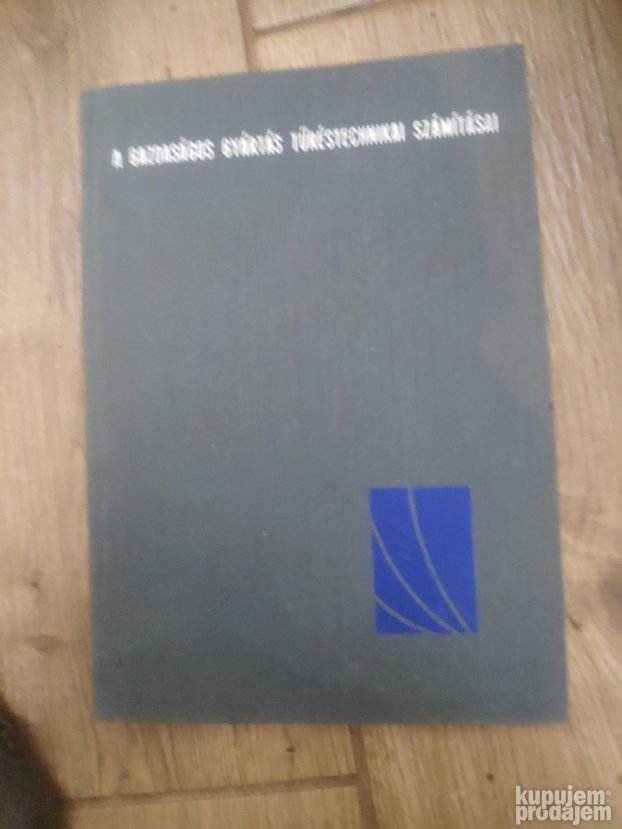 A GAZDASÁGOS GYÁRTÁS TŰRÉSTECHNIKAI SZÁMÍTÁSAI
kupujem
prodajem